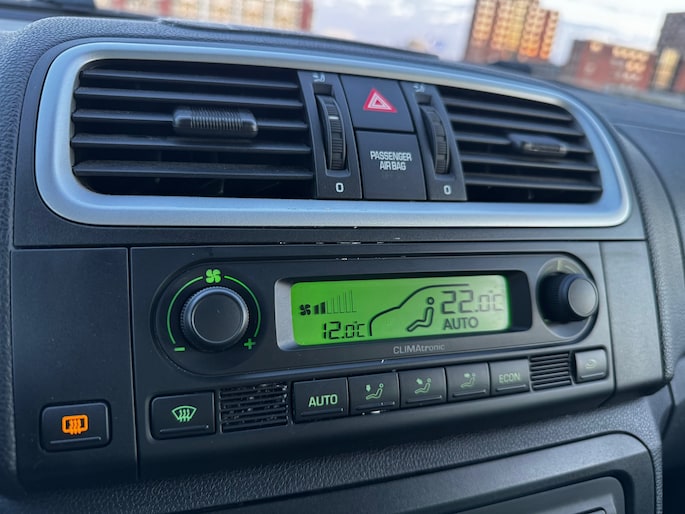 PASSENGER
AIR BAG
0
0
22.0c
12.0c
AUTO
CLIMAtronic
-
+
AUTO
ECON